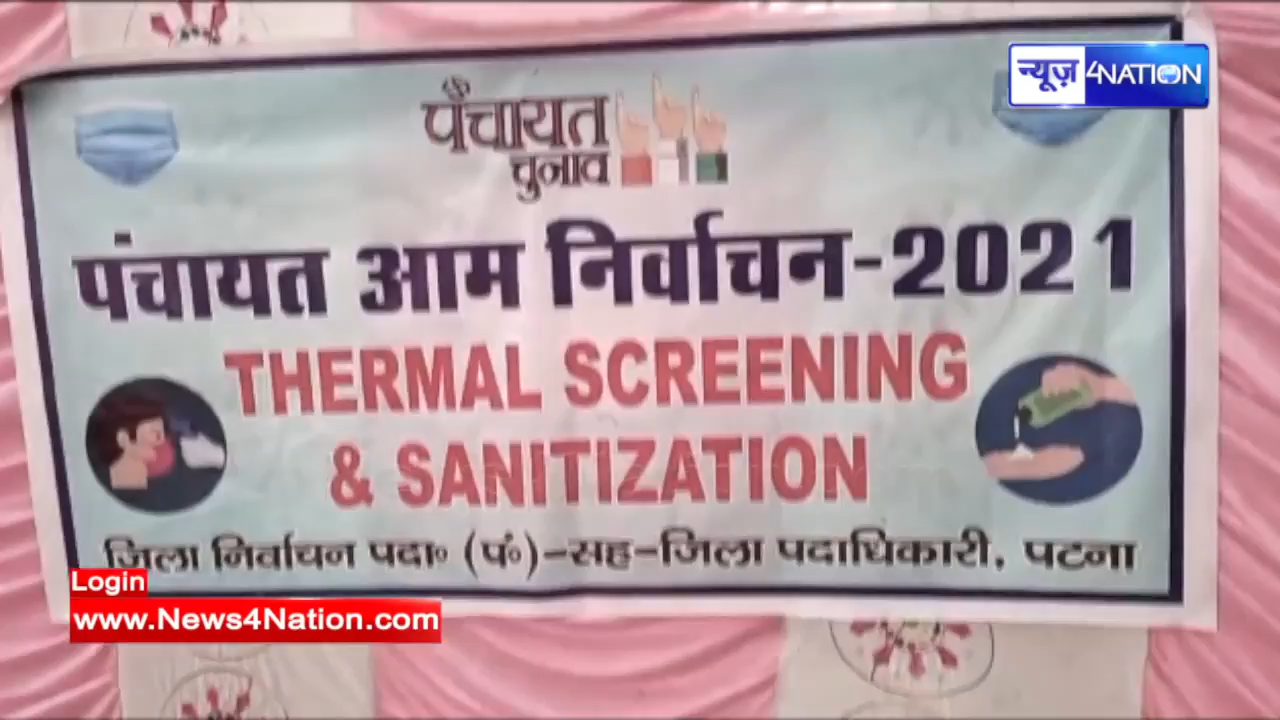 न्यूज़ 4NATION
पंचायत
चुनाव
पंचायत आम निर्वाचन-2021
THERMAL SCREENING
& SANITIZATION
जिला निर्वाचन पदा० (पं०)-सह-जिला पदाधिकारी, पटना
Login
www.News4Nation.com